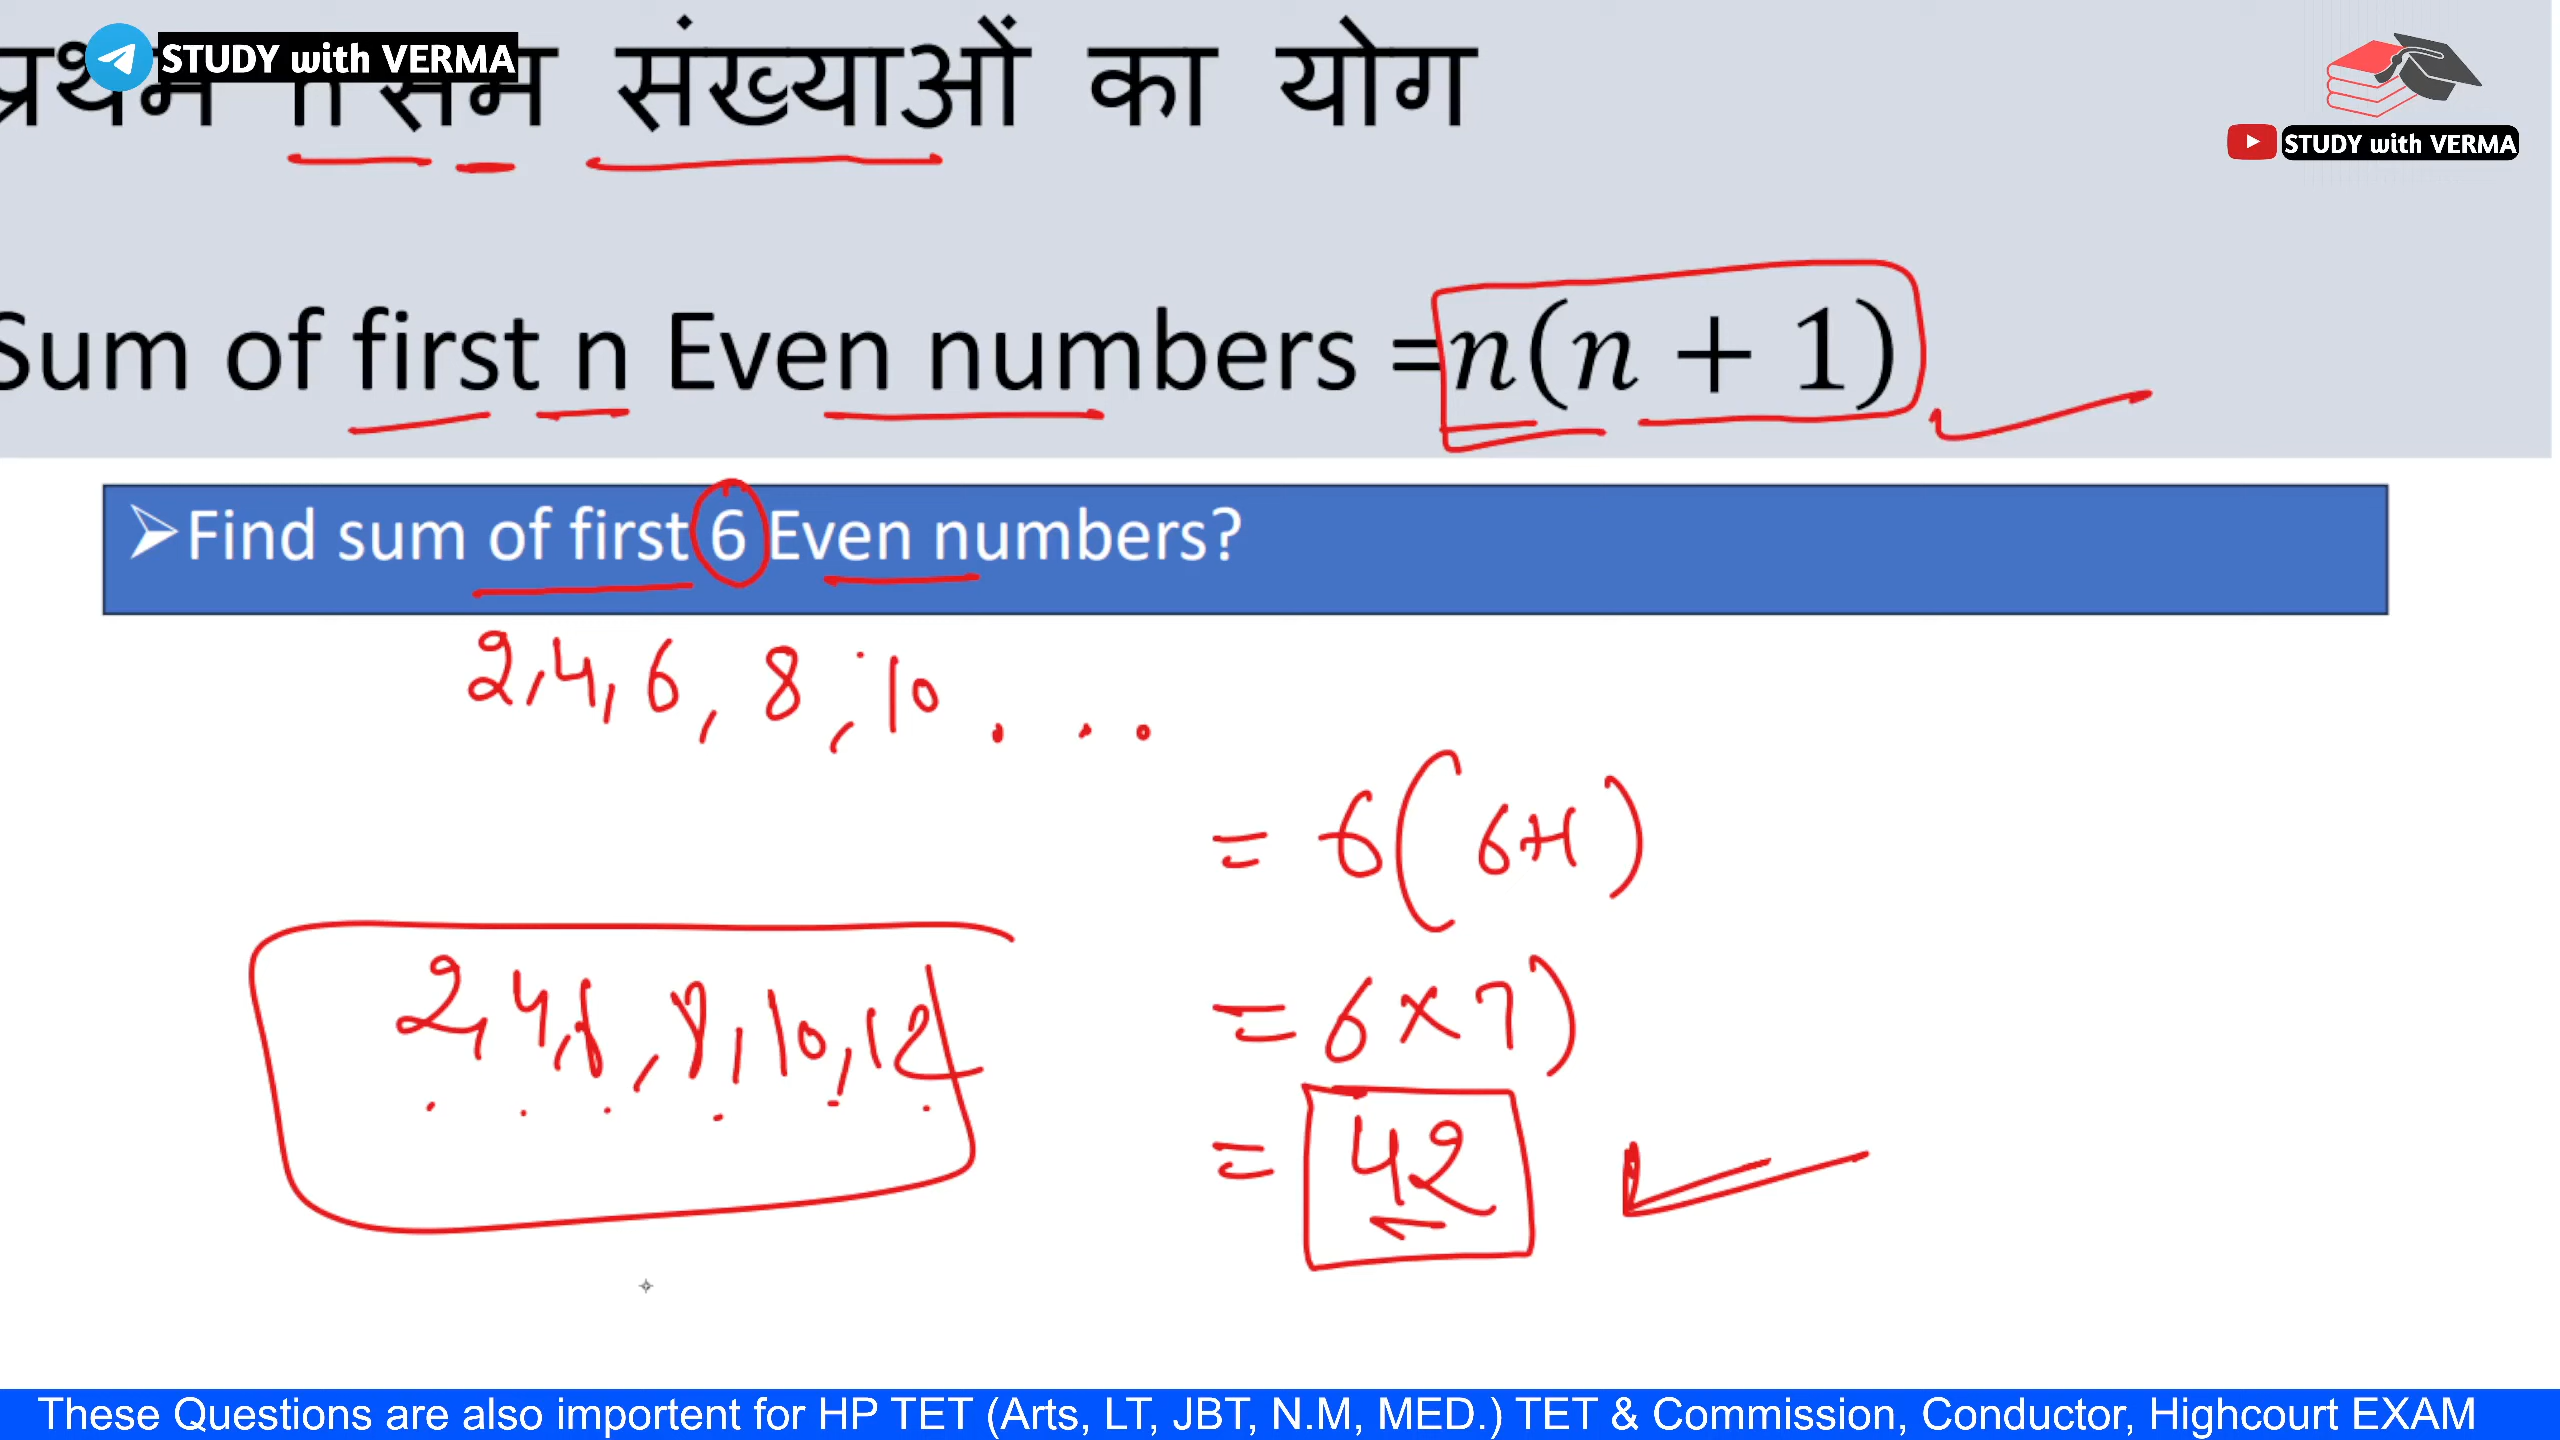 STUDY with VERMA
प्रथम n सम संख्याओं का योग
STUDY with VERMA
Sum of first n Even numbers =n(n + 1)
➢Find sum of first 6 Even numbers?
2,4,6,8,10...
= 6(6+1)
2,4,6,8,10,12
= 6×7)
= 42
These Questions are also importent for HP TET (Arts, LT, JBT, N.M, MED.) TET & Commission, Conductor, Highcourt EXAM